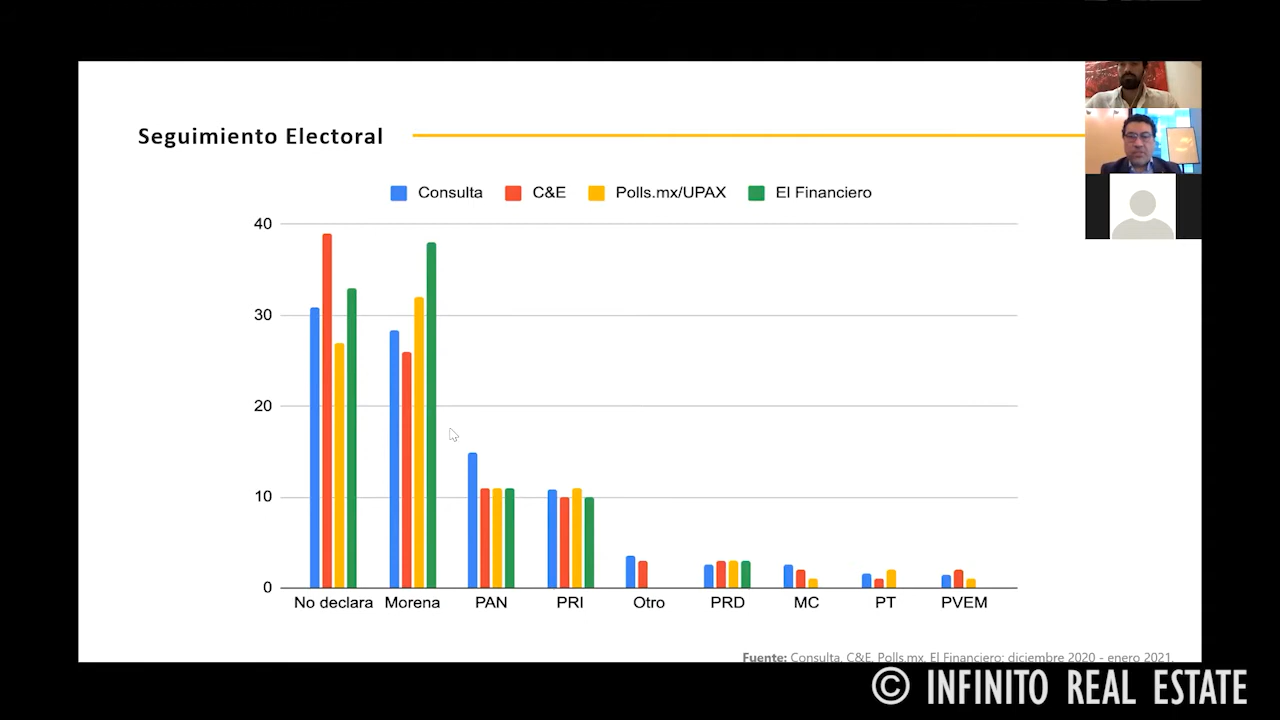 Seguimiento Electoral
Consulta C&E Polls.mx/UPAX El Financiero
40
30
20
10
0
No declara Morena PAN PRI Otro PRD MC PT PVEM
Fuente: Consulta, C&E, Polls.mx, El Financiero; diciembre 2020 - enero 2021.
© INFINITO REAL ESTATE